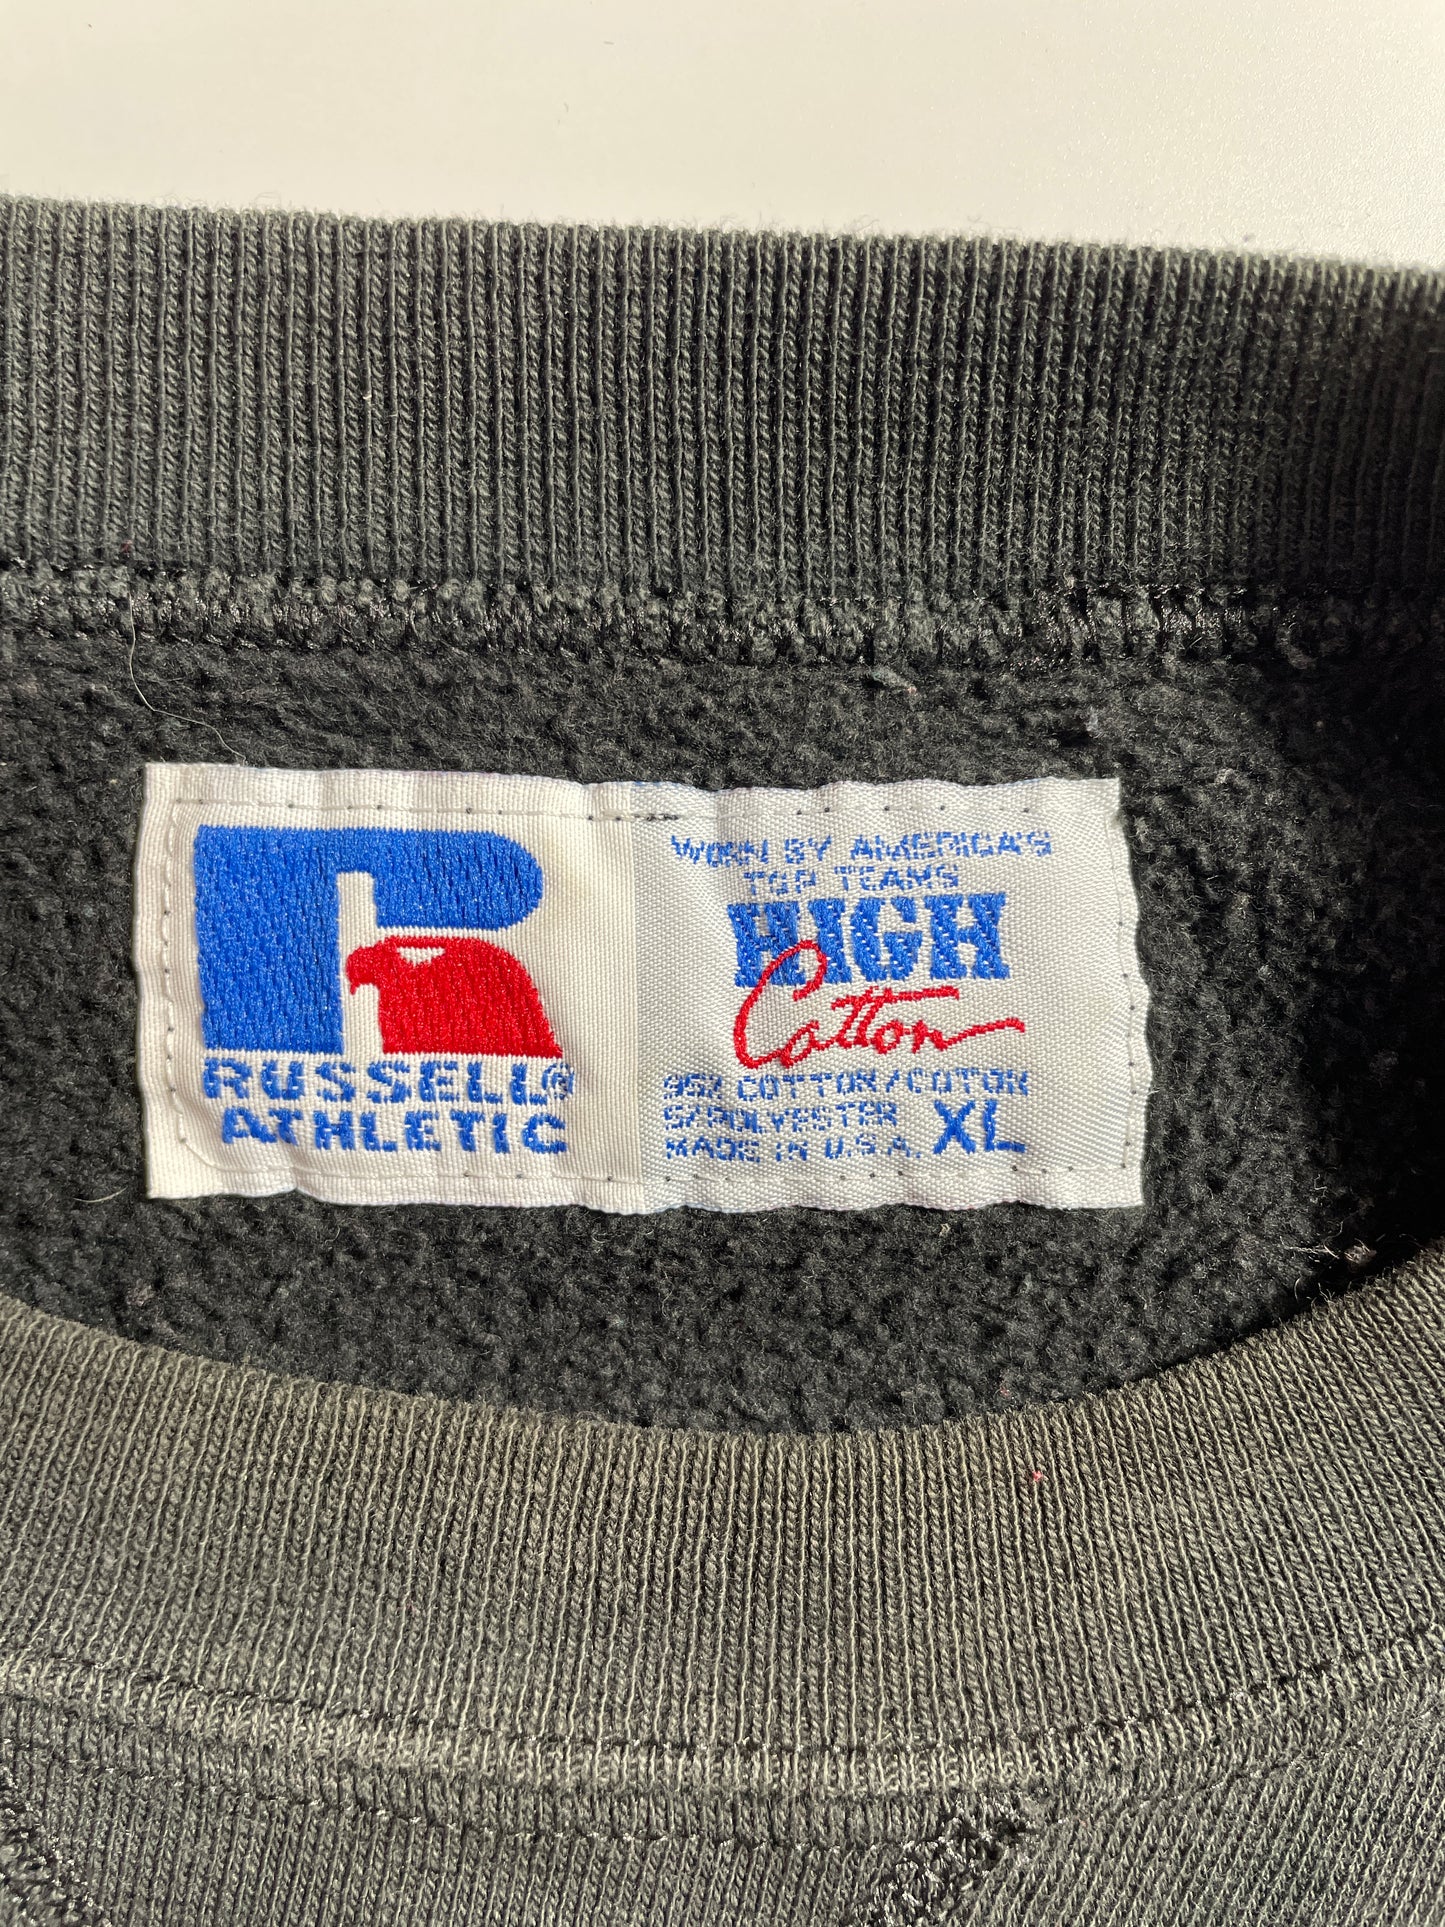 RUSSELL®
ATHLETIC
WORN BY AMERICA'S
TOP TEAMS
HIGH
Cotton
95% COTTON/COTON
5/POLYESTER
MADE IN U.S.A. XL